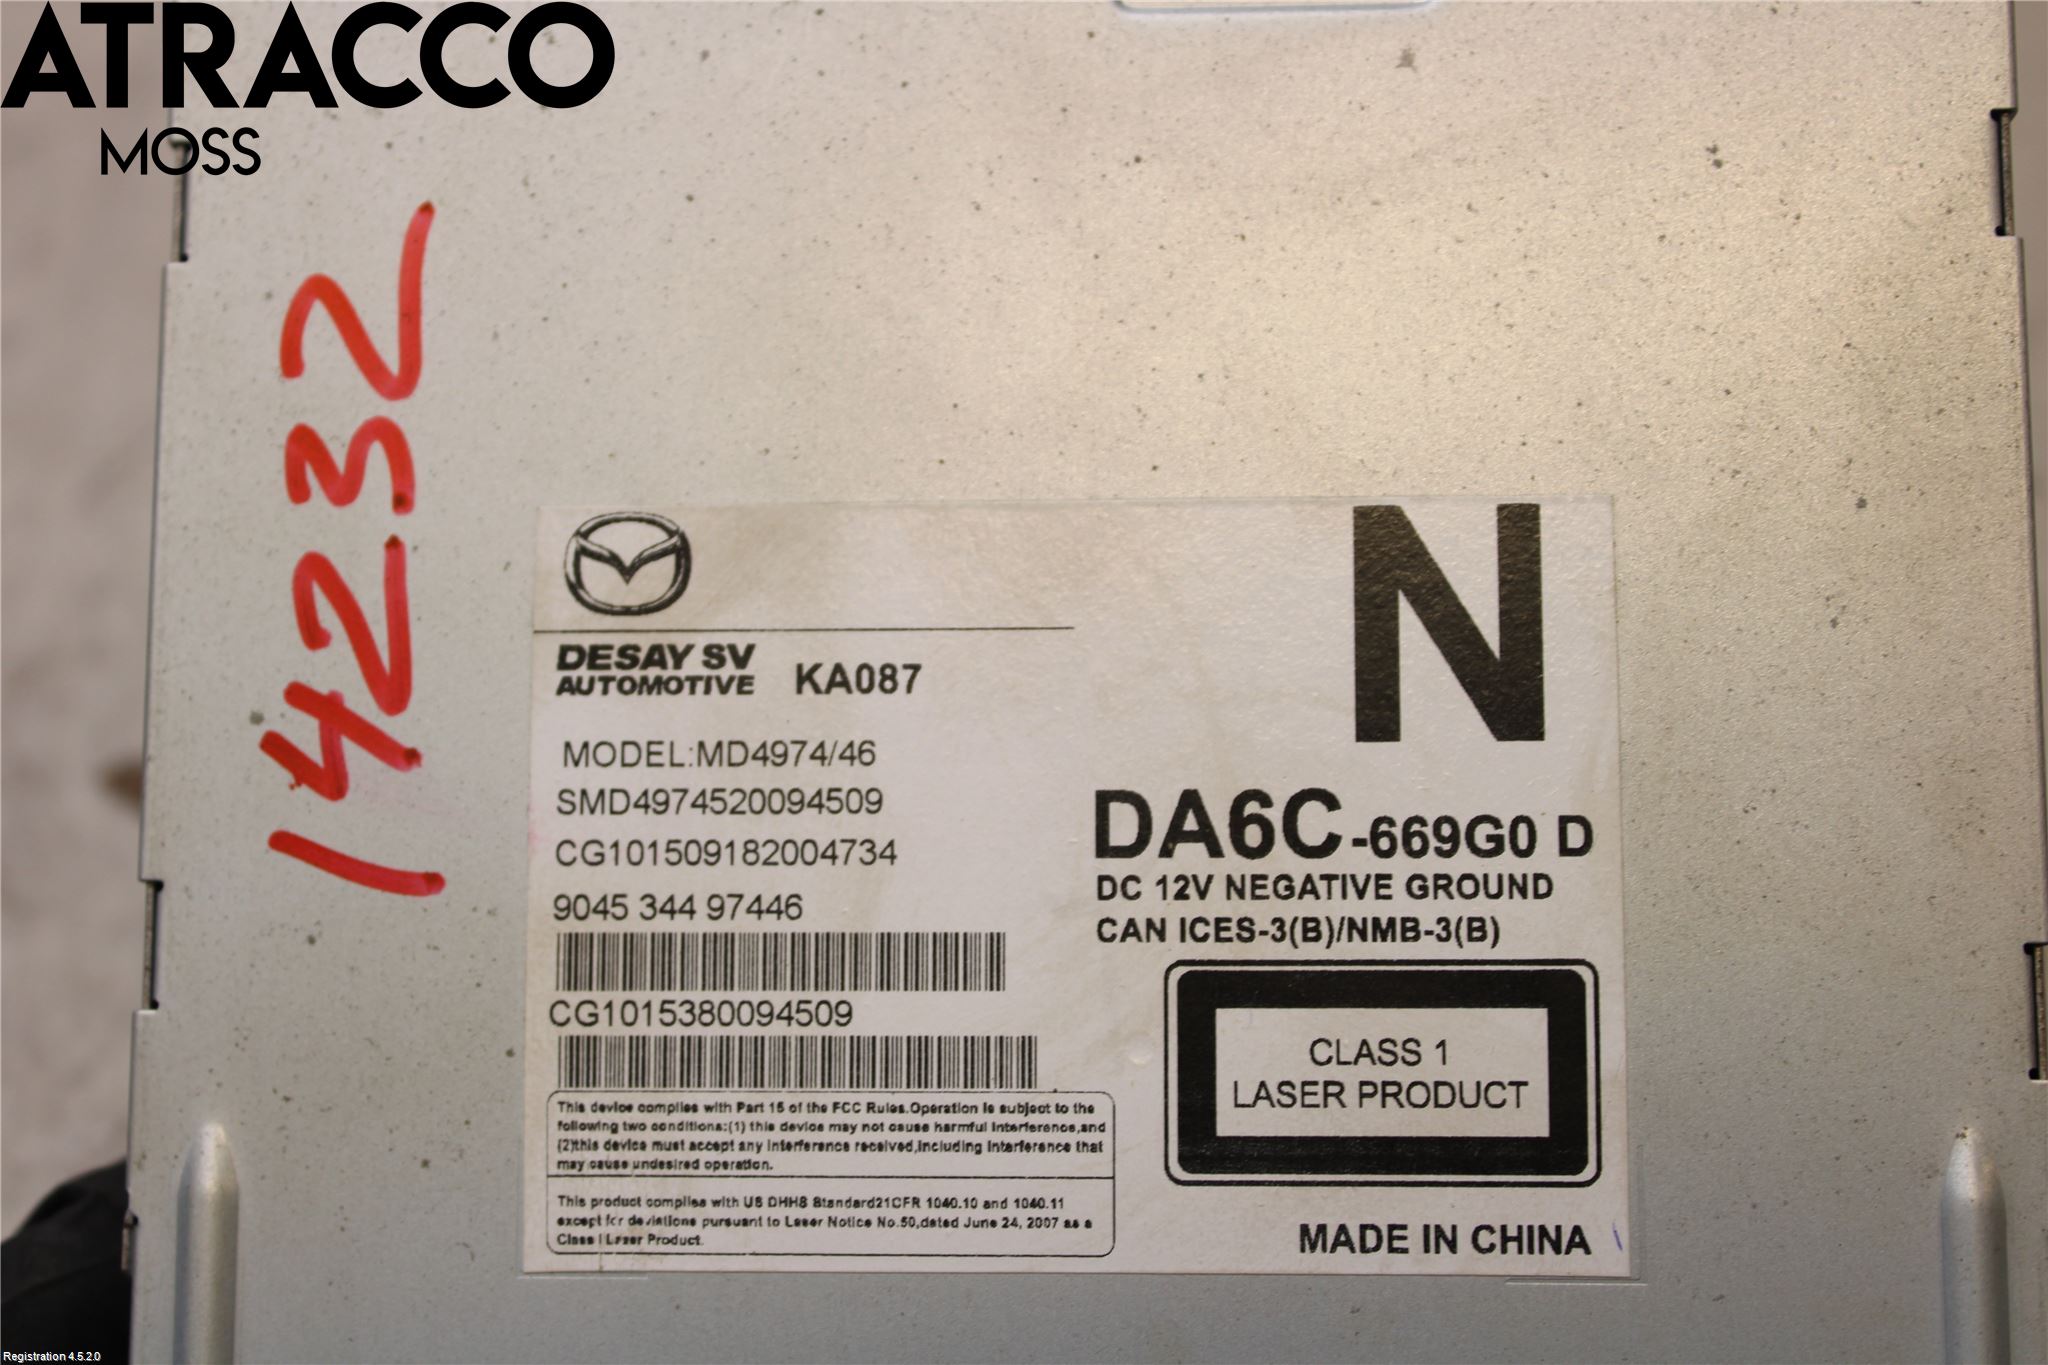 ATRACCO
MOSS
14232
N
DESAY SV
AUTOMOTIVE
KA087
MODEL:MD4974/46
SMD4974520094509
CG101509182004734
9045 344 97446
CG1015380094509
This device complies with Part 15 of the FCC Rules.Operation is subject to the
following two conditions:(1) this device may not cause harmful interference,and
(2)this device must accept any interference received,including interference that
may cause undesired operation.
This product complies with US DHHS Standard21CFR 1040.10 and 1040.11
except for deviations pursuant to Laser Notice No.50,dated June 24, 2007 as a
Class I Laser Product.
DA6C-669G0 D
DC 12V NEGATIVE GROUND
CAN ICES-3(B)/NMB-3(B)
CLASS 1
LASER PRODUCT
MADE IN CHINA
Registration 4.5.2.0